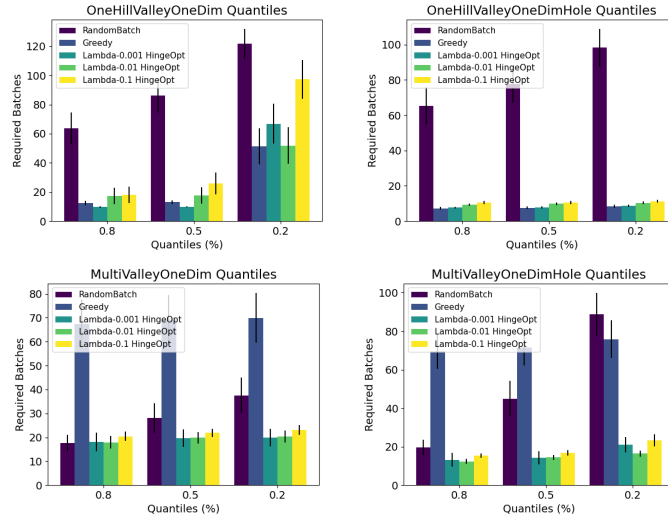 OneHillValleyOneDim Quantiles
RandomBatch
Greedy
Lambda-0.001 HingeOpt
Lambda-0.01 HingeOpt
Lambda-0.1 HingeOpt
Required Batches
120
100
80
60
40
20
0
0.8
0.5
0.2
Quantiles (%)
OneHillValleyOneDimHole Quantiles
RandomBatch
Greedy
Lambda-0.001 HingeOpt
Lambda-0.01 HingeOpt
Lambda-0.1 HingeOpt
Required Batches
100
80
60
40
20
0
0.8
0.5
0.2
Quantiles (%)
MultiValleyOneDim Quantiles
RandomBatch
Greedy
Lambda-0.001 HingeOpt
Lambda-0.01 HingeOpt
Lambda-0.1 HingeOpt
Required Batches
80
70
60
50
40
30
20
10
0
0.8
0.5
0.2
Quantiles (%)
MultiValleyOneDimHole Quantiles
RandomBatch
Greedy
Lambda-0.001 HingeOpt
Lambda-0.01 HingeOpt
Lambda-0.1 HingeOpt
Required Batches
100
80
60
40
20
0
0.8
0.5
0.2
Quantiles (%)